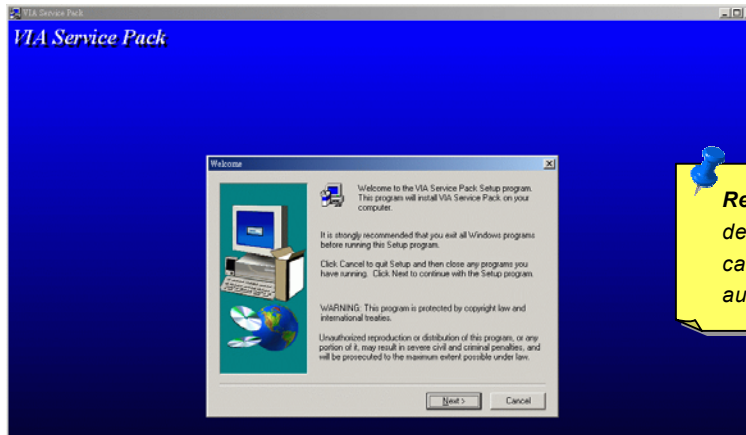 VIA Service Pack
VIA Service Pack
Welcome
Welcome to the VIA Service Pack Setup program.
This program will install VIA Service Pack on your
computer.
It is strongly recommended that you exit all Windows programs
before running this Setup program.
Click Cancel to quit Setup and then close any programs you
have running. Click Next to continue with the Setup program.
WARNING: This program is protected by copyright law and
international treaties.
Unauthorized reproduction or distribution of this program, or any
portion of it, may result in severe civil and criminal penalties, and
will be prosecuted to the maximum extent possible under law.
Next >
Cancel
Re
de
ca
au